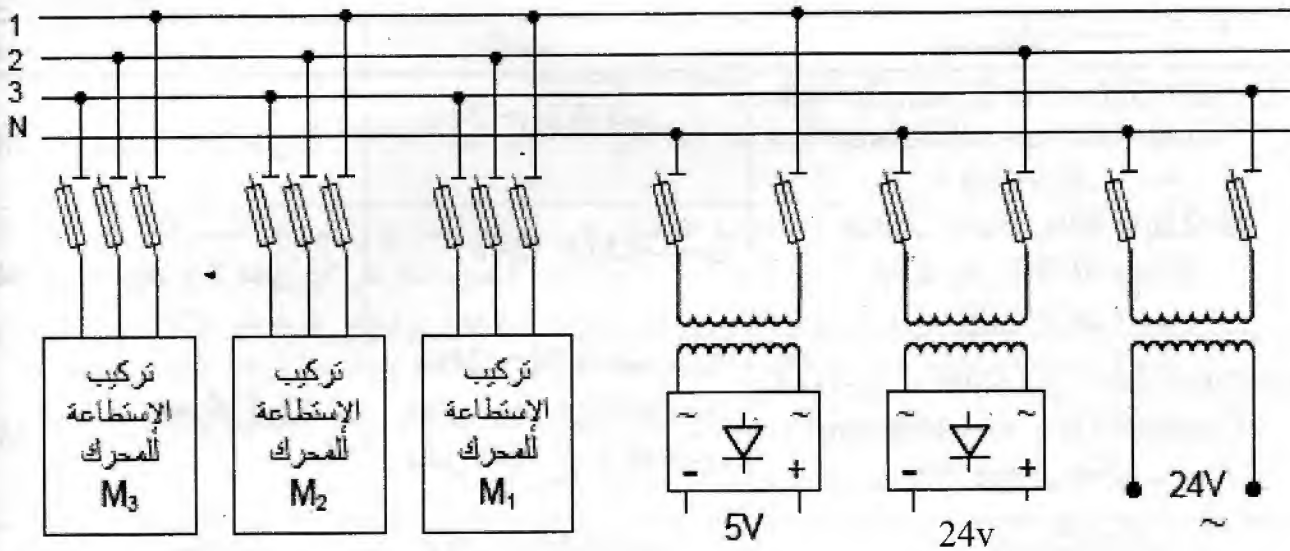 1
2
3
N
تركيب
الإستطاعة
للمحرك
M₃
تركيب
الإستطاعة
للمحرك
M₂
تركيب
الإستطاعة
للمحرك
M₁
~ ~
- +
5V
~ ~
- +
24v
24V
~